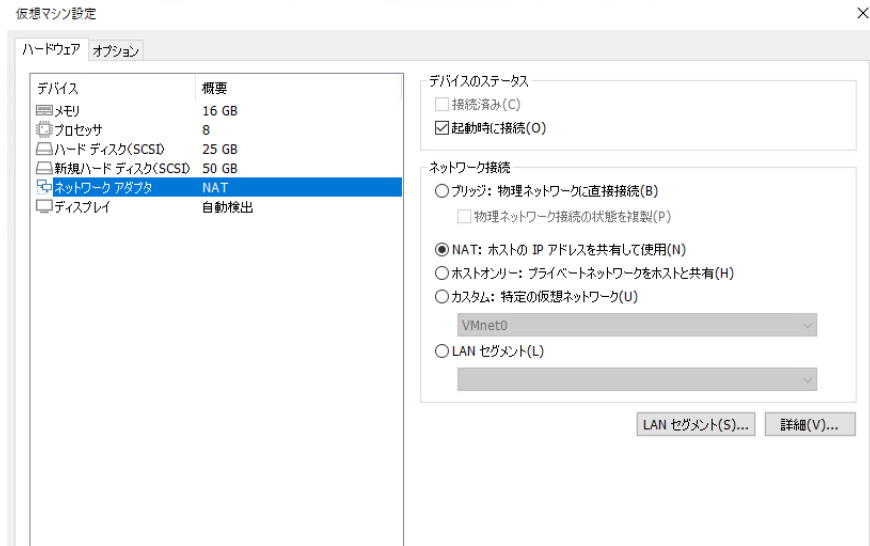 仮想マシン設定
ハードウェア オプション
デバイス 概要
メモリ 16 GB
プロセッサ 8
ハード ディスク(SCSI) 25 GB
新規ハード ディスク(SCSI) 50 GB
ネットワーク アダプタ NAT
ディスプレイ 自動検出
デバイスのステータス
接続済み(C)
起動時に接続(O)
ネットワーク接続
ブリッジ: 物理ネットワークに直接接続(B)
物理ネットワーク接続の状態を複製(P)
NAT: ホストの IP アドレスを共有して使用(N)
ホストオンリー: プライベートネットワークをホストと共有(H)
カスタム: 特定の仮想ネットワーク(U)
VMnet0
LAN セグメント(L)
LAN セグメント(S)... 詳細(V)...